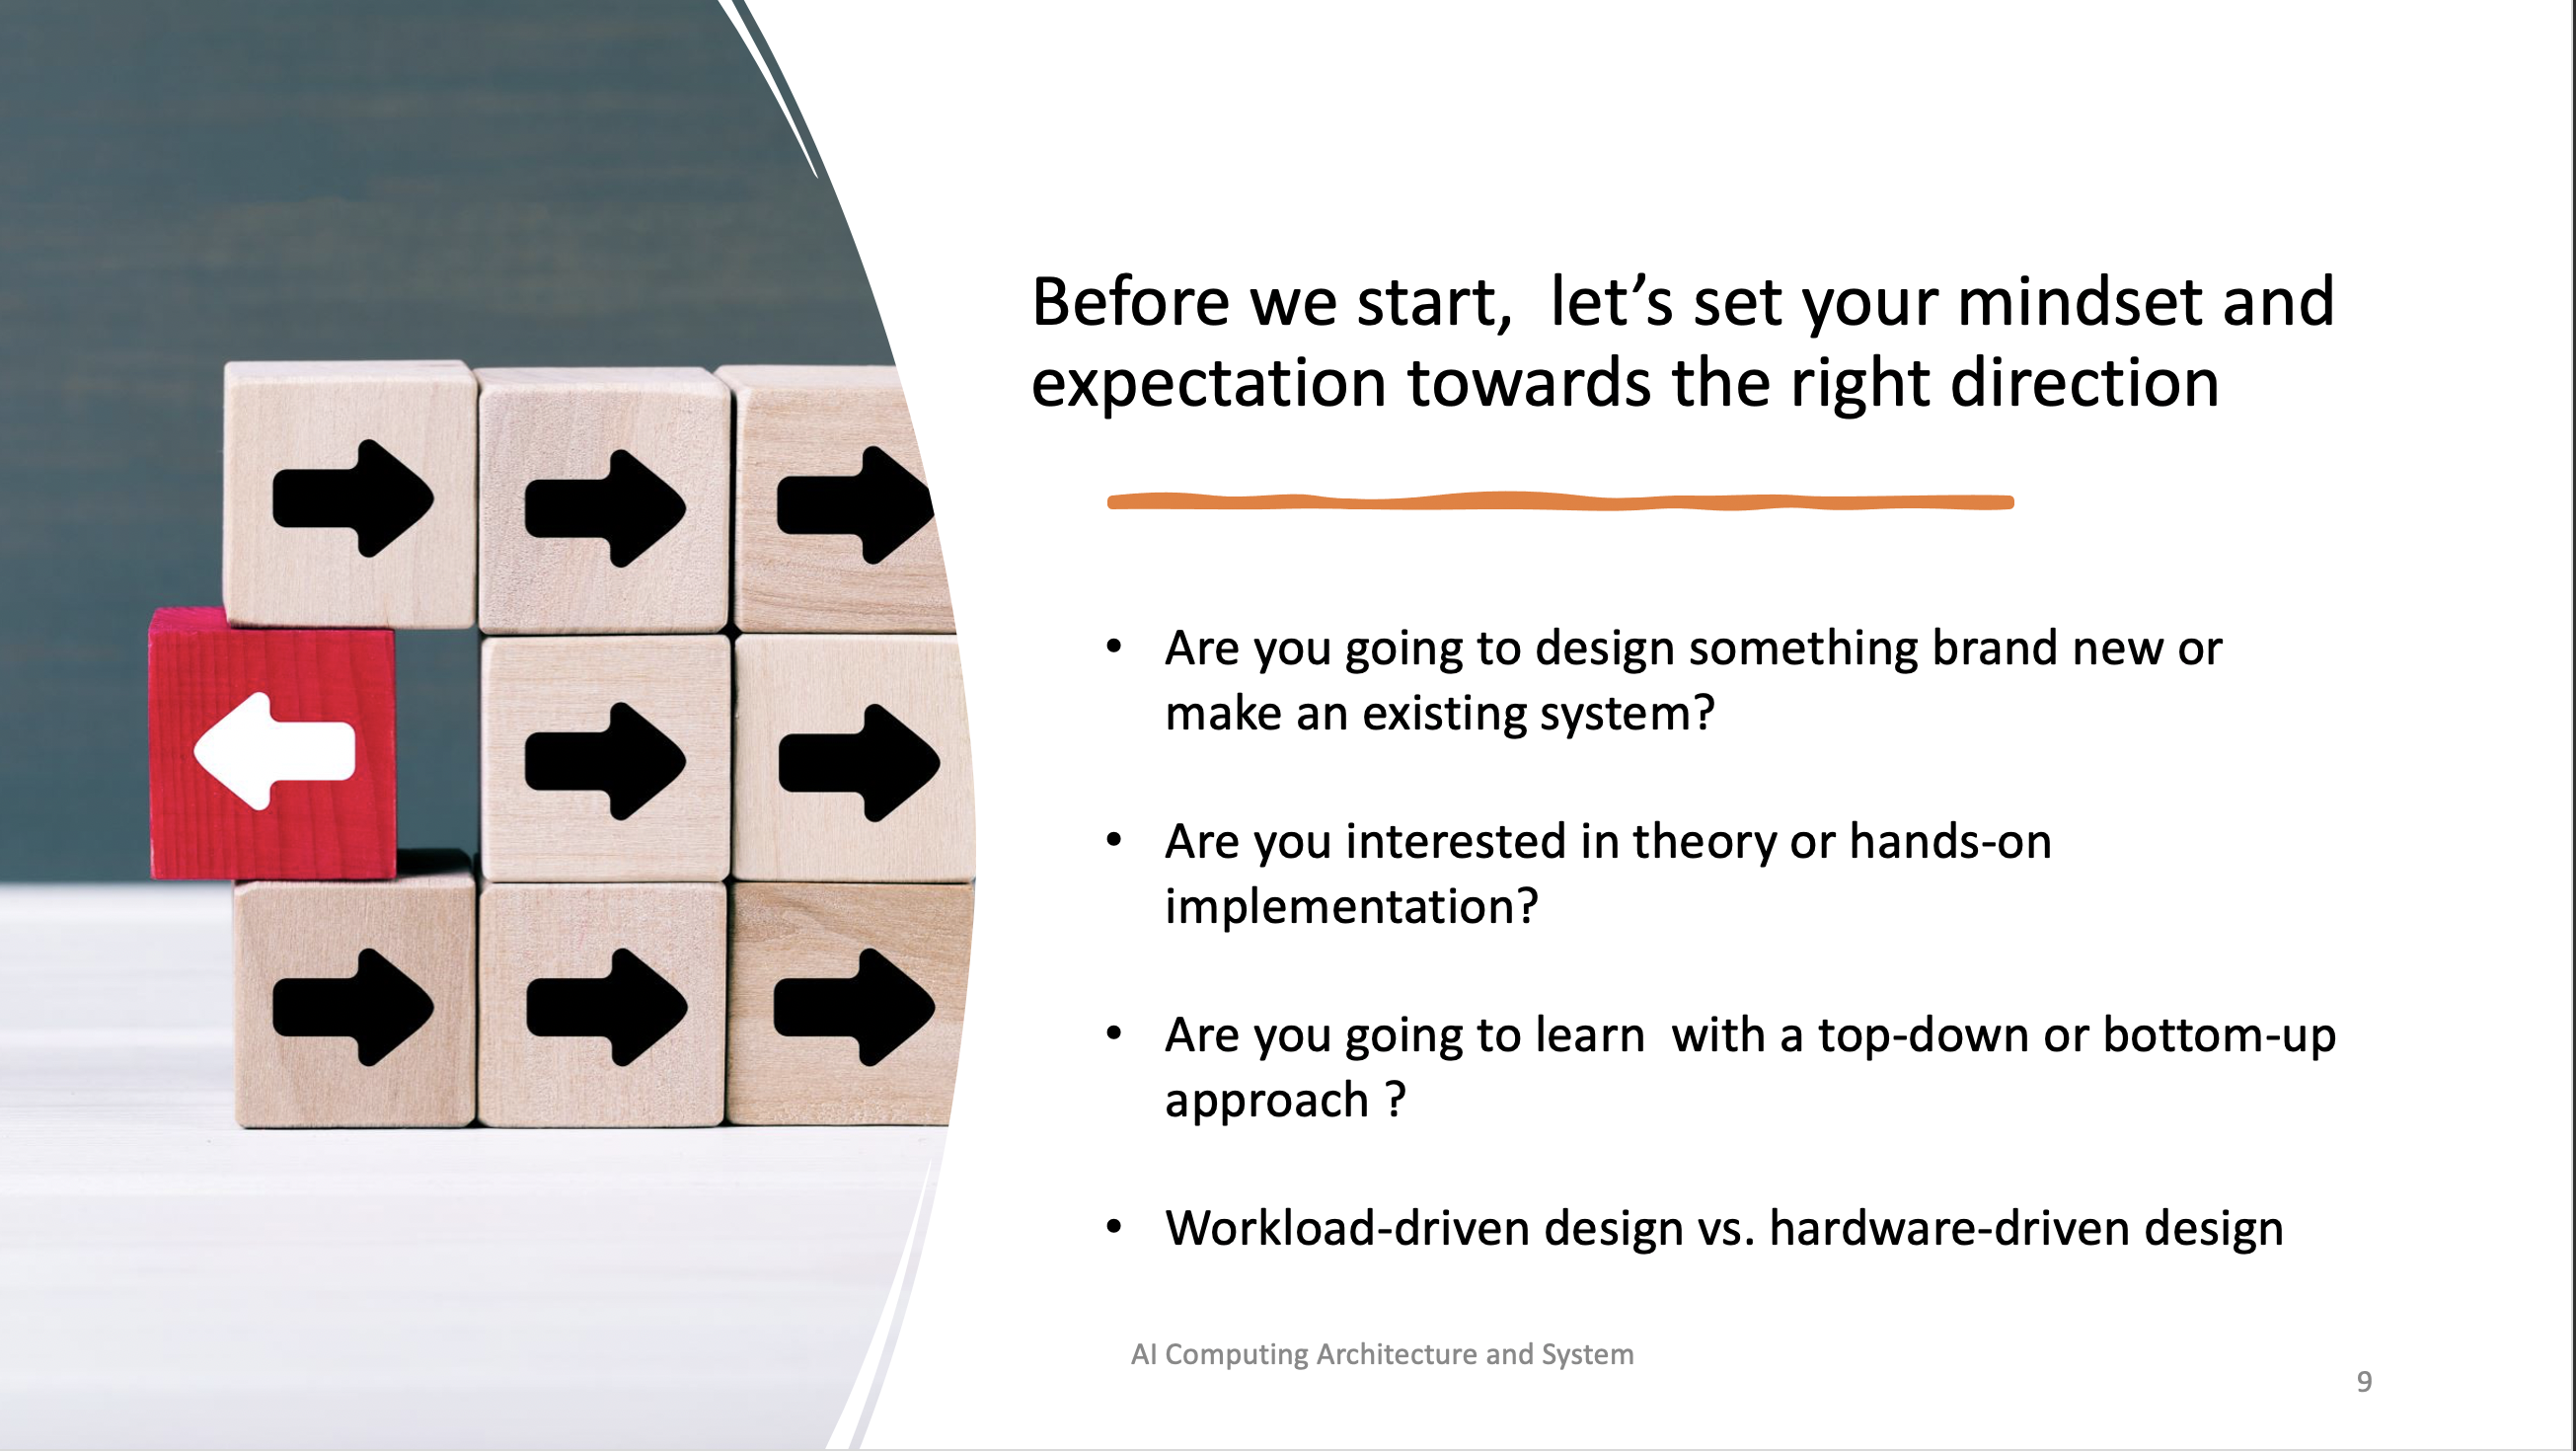 Before we start,  let’s set your mindset and
expectation towards the right direction
• Are you going to design something brand new or
make an existing system?
• Are you interested in theory or hands-on
implementation?
• Are you going to learn  with a top-down or bottom-up
approach ?
• Workload-driven design vs. hardware-driven design
AI Computing Architecture and System
9